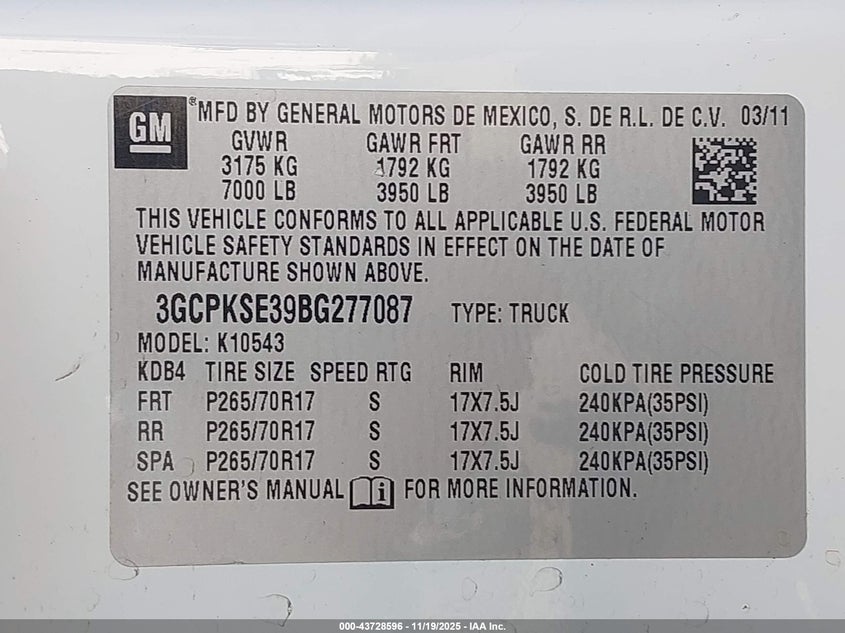 GM ® MFD BY GENERAL MOTORS DE MEXICO, S. DE R.L. DE C.V. 03/11
GVWR GAWR FRT GAWR RR
3175 KG 1792 KG 1792 KG
7000 LB 3950 LB 3950 LB
THIS VEHICLE CONFORMS TO ALL APPLICABLE U.S. FEDERAL MOTOR
VEHICLE SAFETY STANDARDS IN EFFECT ON THE DATE OF
MANUFACTURE SHOWN ABOVE.
3GCPKSE39BG277087 TYPE: TRUCK
MODEL: K10543
KDB4 TIRE SIZE SPEED RTG RIM COLD TIRE PRESSURE
FRT P265/70R17 S 17X7.5J 240KPA(35PSI)
RR P265/70R17 S 17X7.5J 240KPA(35PSI)
SPA P265/70R17 S 17X7.5J 240KPA(35PSI)
SEE OWNER'S MANUAL i FOR MORE INFORMATION.
000-43728596 - 11/19/2025 - IAA Inc.